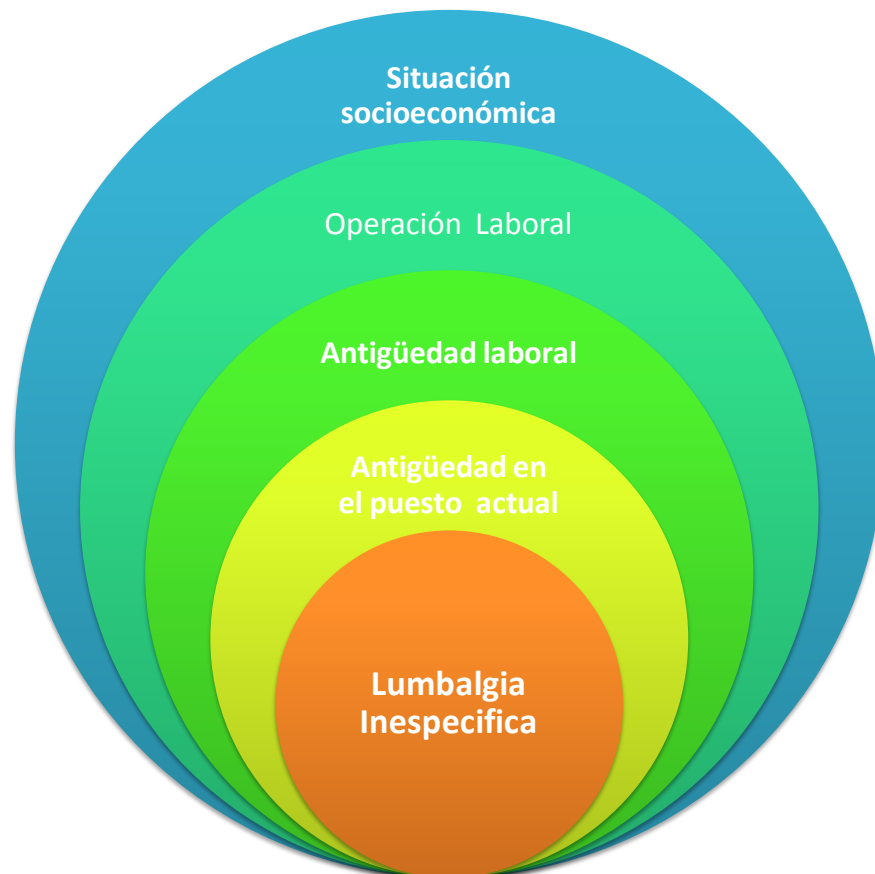 Situación
socioeconómica
Operación  Laboral
Antigüedad laboral
Antigüedad en
el puesto  actual
Lumbalgia
Inespecifica